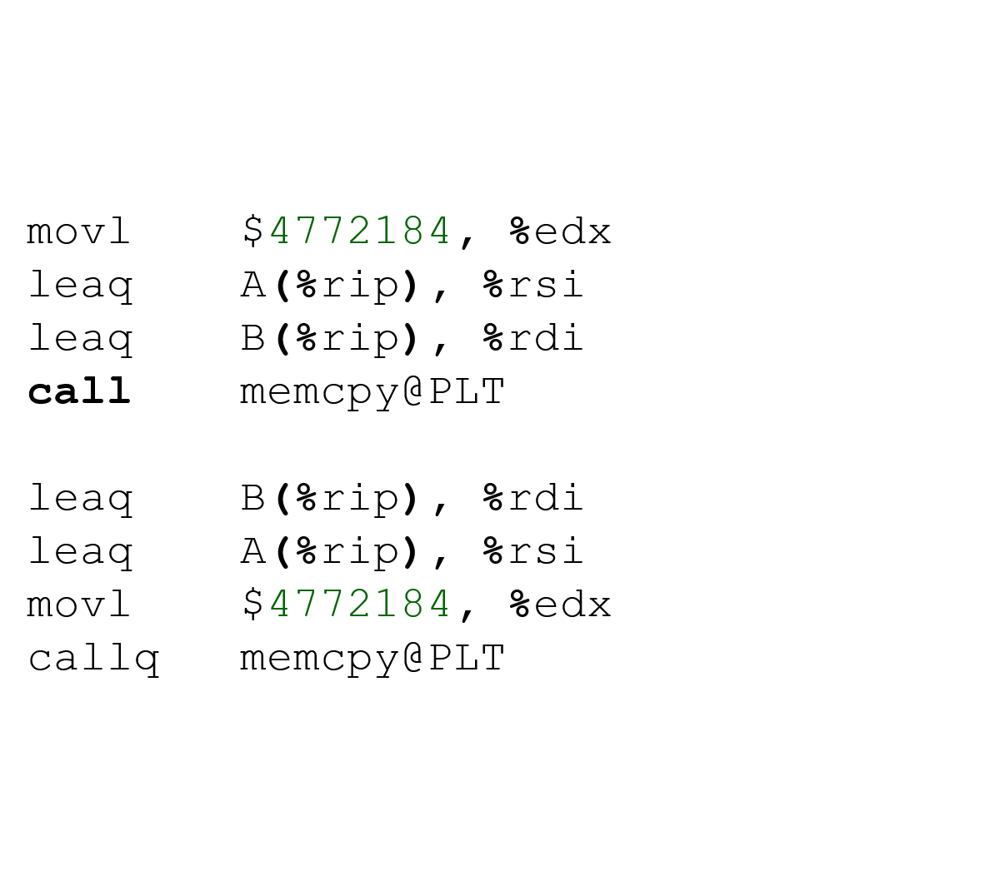 movl    $4772184, %edx
leaq    A(%rip), %rsi
leaq    B(%rip), %rdi
call    memcpy@PLT
leaq    B(%rip), %rdi
leaq    A(%rip), %rsi
movl    $4772184, %edx
callq   memcpy@PLT